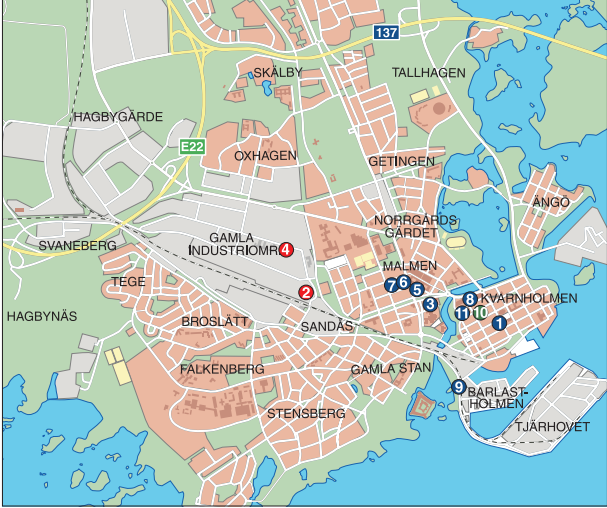 137
SKÄLBY
TALLHAGEN
HAGBYGÄRDE
E22
OXHAGEN
GETINGEN
ÄNGÖ
NORRGÅRDS
GÄRDET
GAMLA
INDUSTRIOMR
4
SVANEBERG
MALMEN
TEGE
2
7
6
5
3
8
KVARNHOLMEN
11
10
1
HAGBYNÄS
BROSLÄTT
SANDÅS
FALKENBERG
GAMLA STAN
9
BARLAST-
HOLMEN
STENSBERG
TJÄRHOVET